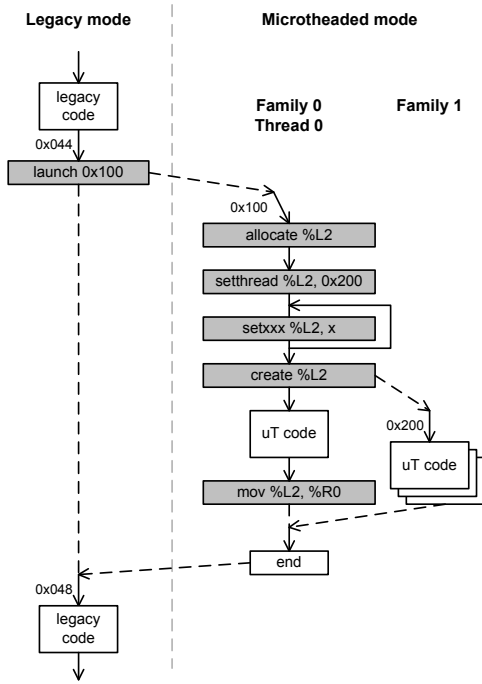 Legacy mode
Microtheaded mode
legacy
code
Family 0
Thread 0
Family 1
0x044
launch 0x100
0x100
allocate %L2
setthread %L2, 0x200
setxxx %L2, x
create %L2
0x200
uT code
uT code
mov %L2, %R0
end
0x048
legacy
code